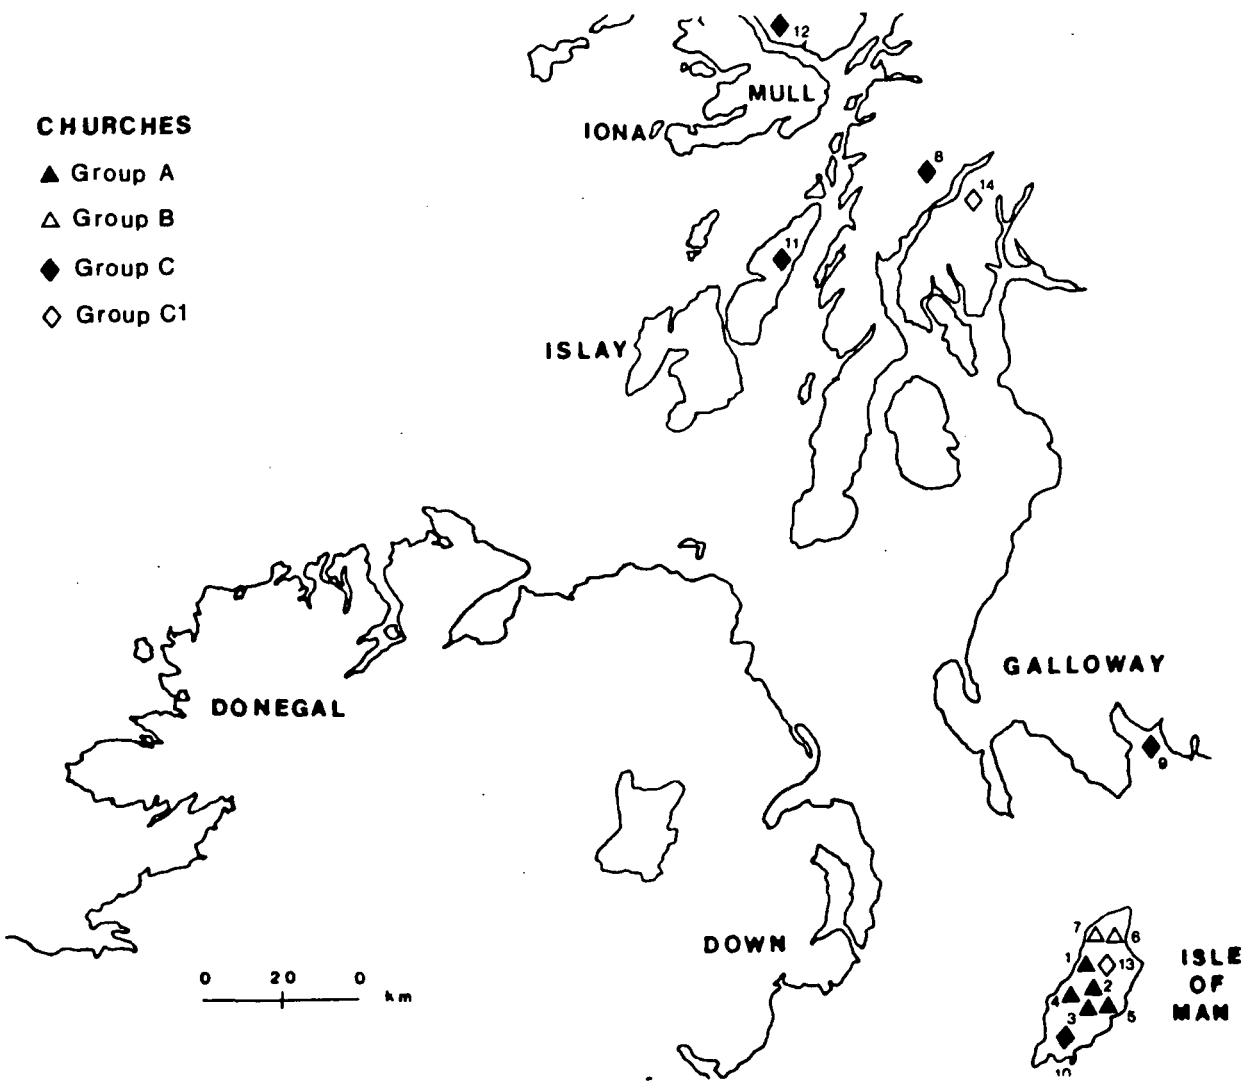 12
MULL
CHURCHES
IONA
Group A
8
14
Group B
11
Group C
Group C1
ISLAY
GALLOWAY
DONEGAL
9
DOWN
7
6
ISLE
1
13
0 20 0
OF
2
km
4
3
5
MAN
10